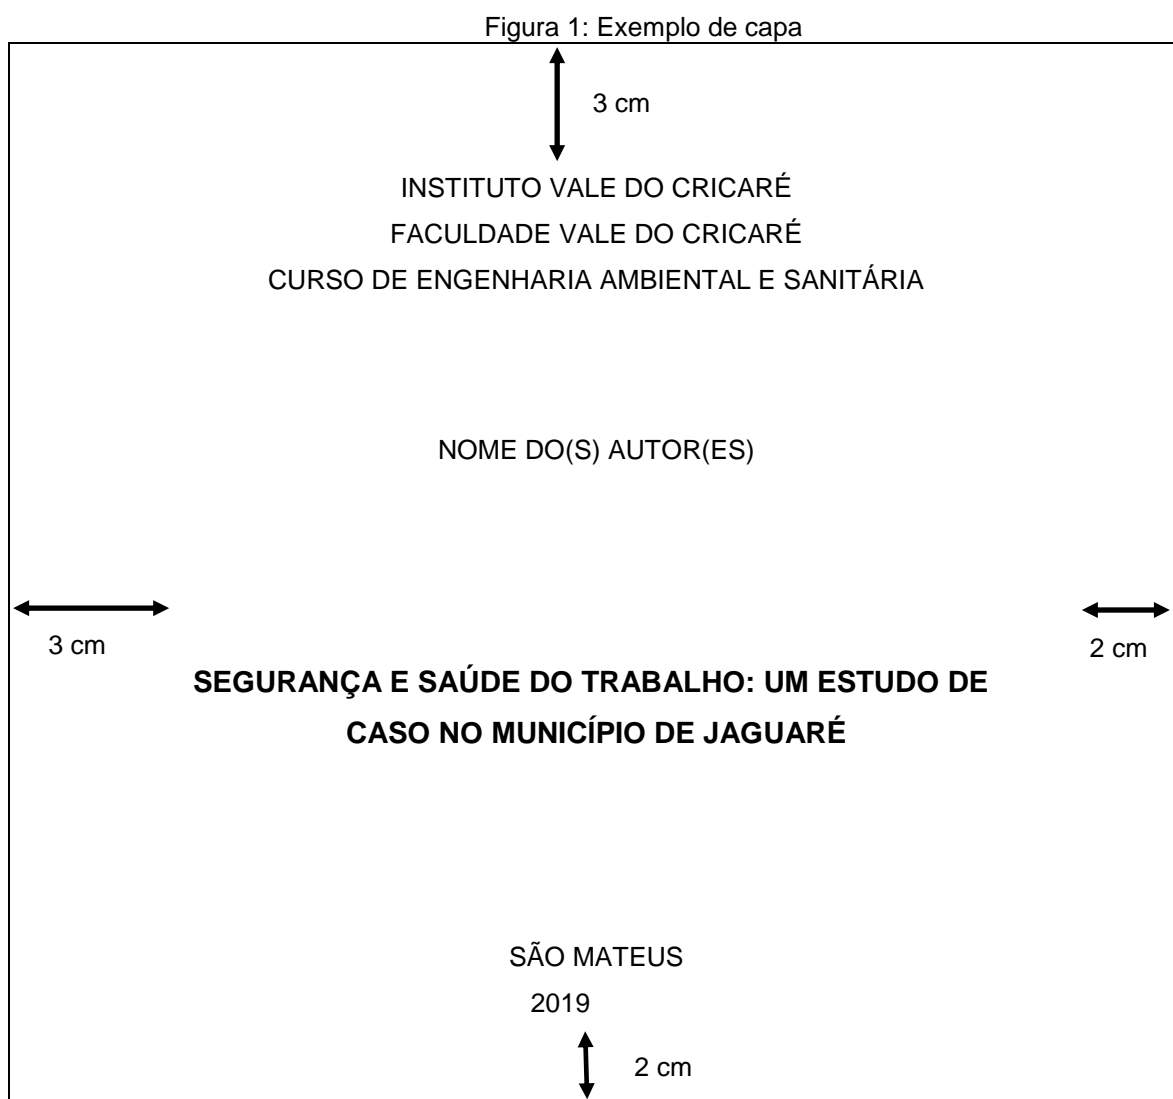 Figura 1: Exemplo de capa
3 cm
INSTITUTO VALE DO CRICARÉ
FACULDADE VALE DO CRICARÉ
CURSO DE ENGENHARIA AMBIENTAL E SANITÁRIA
NOME DO(S) AUTOR(ES)
3 cm
2 cm
SEGURANÇA E SAÚDE DO TRABALHO: UM ESTUDO DE
CASO NO MUNICÍPIO DE JAGUARÉ
SÃO MATEUS
2019
2 cm